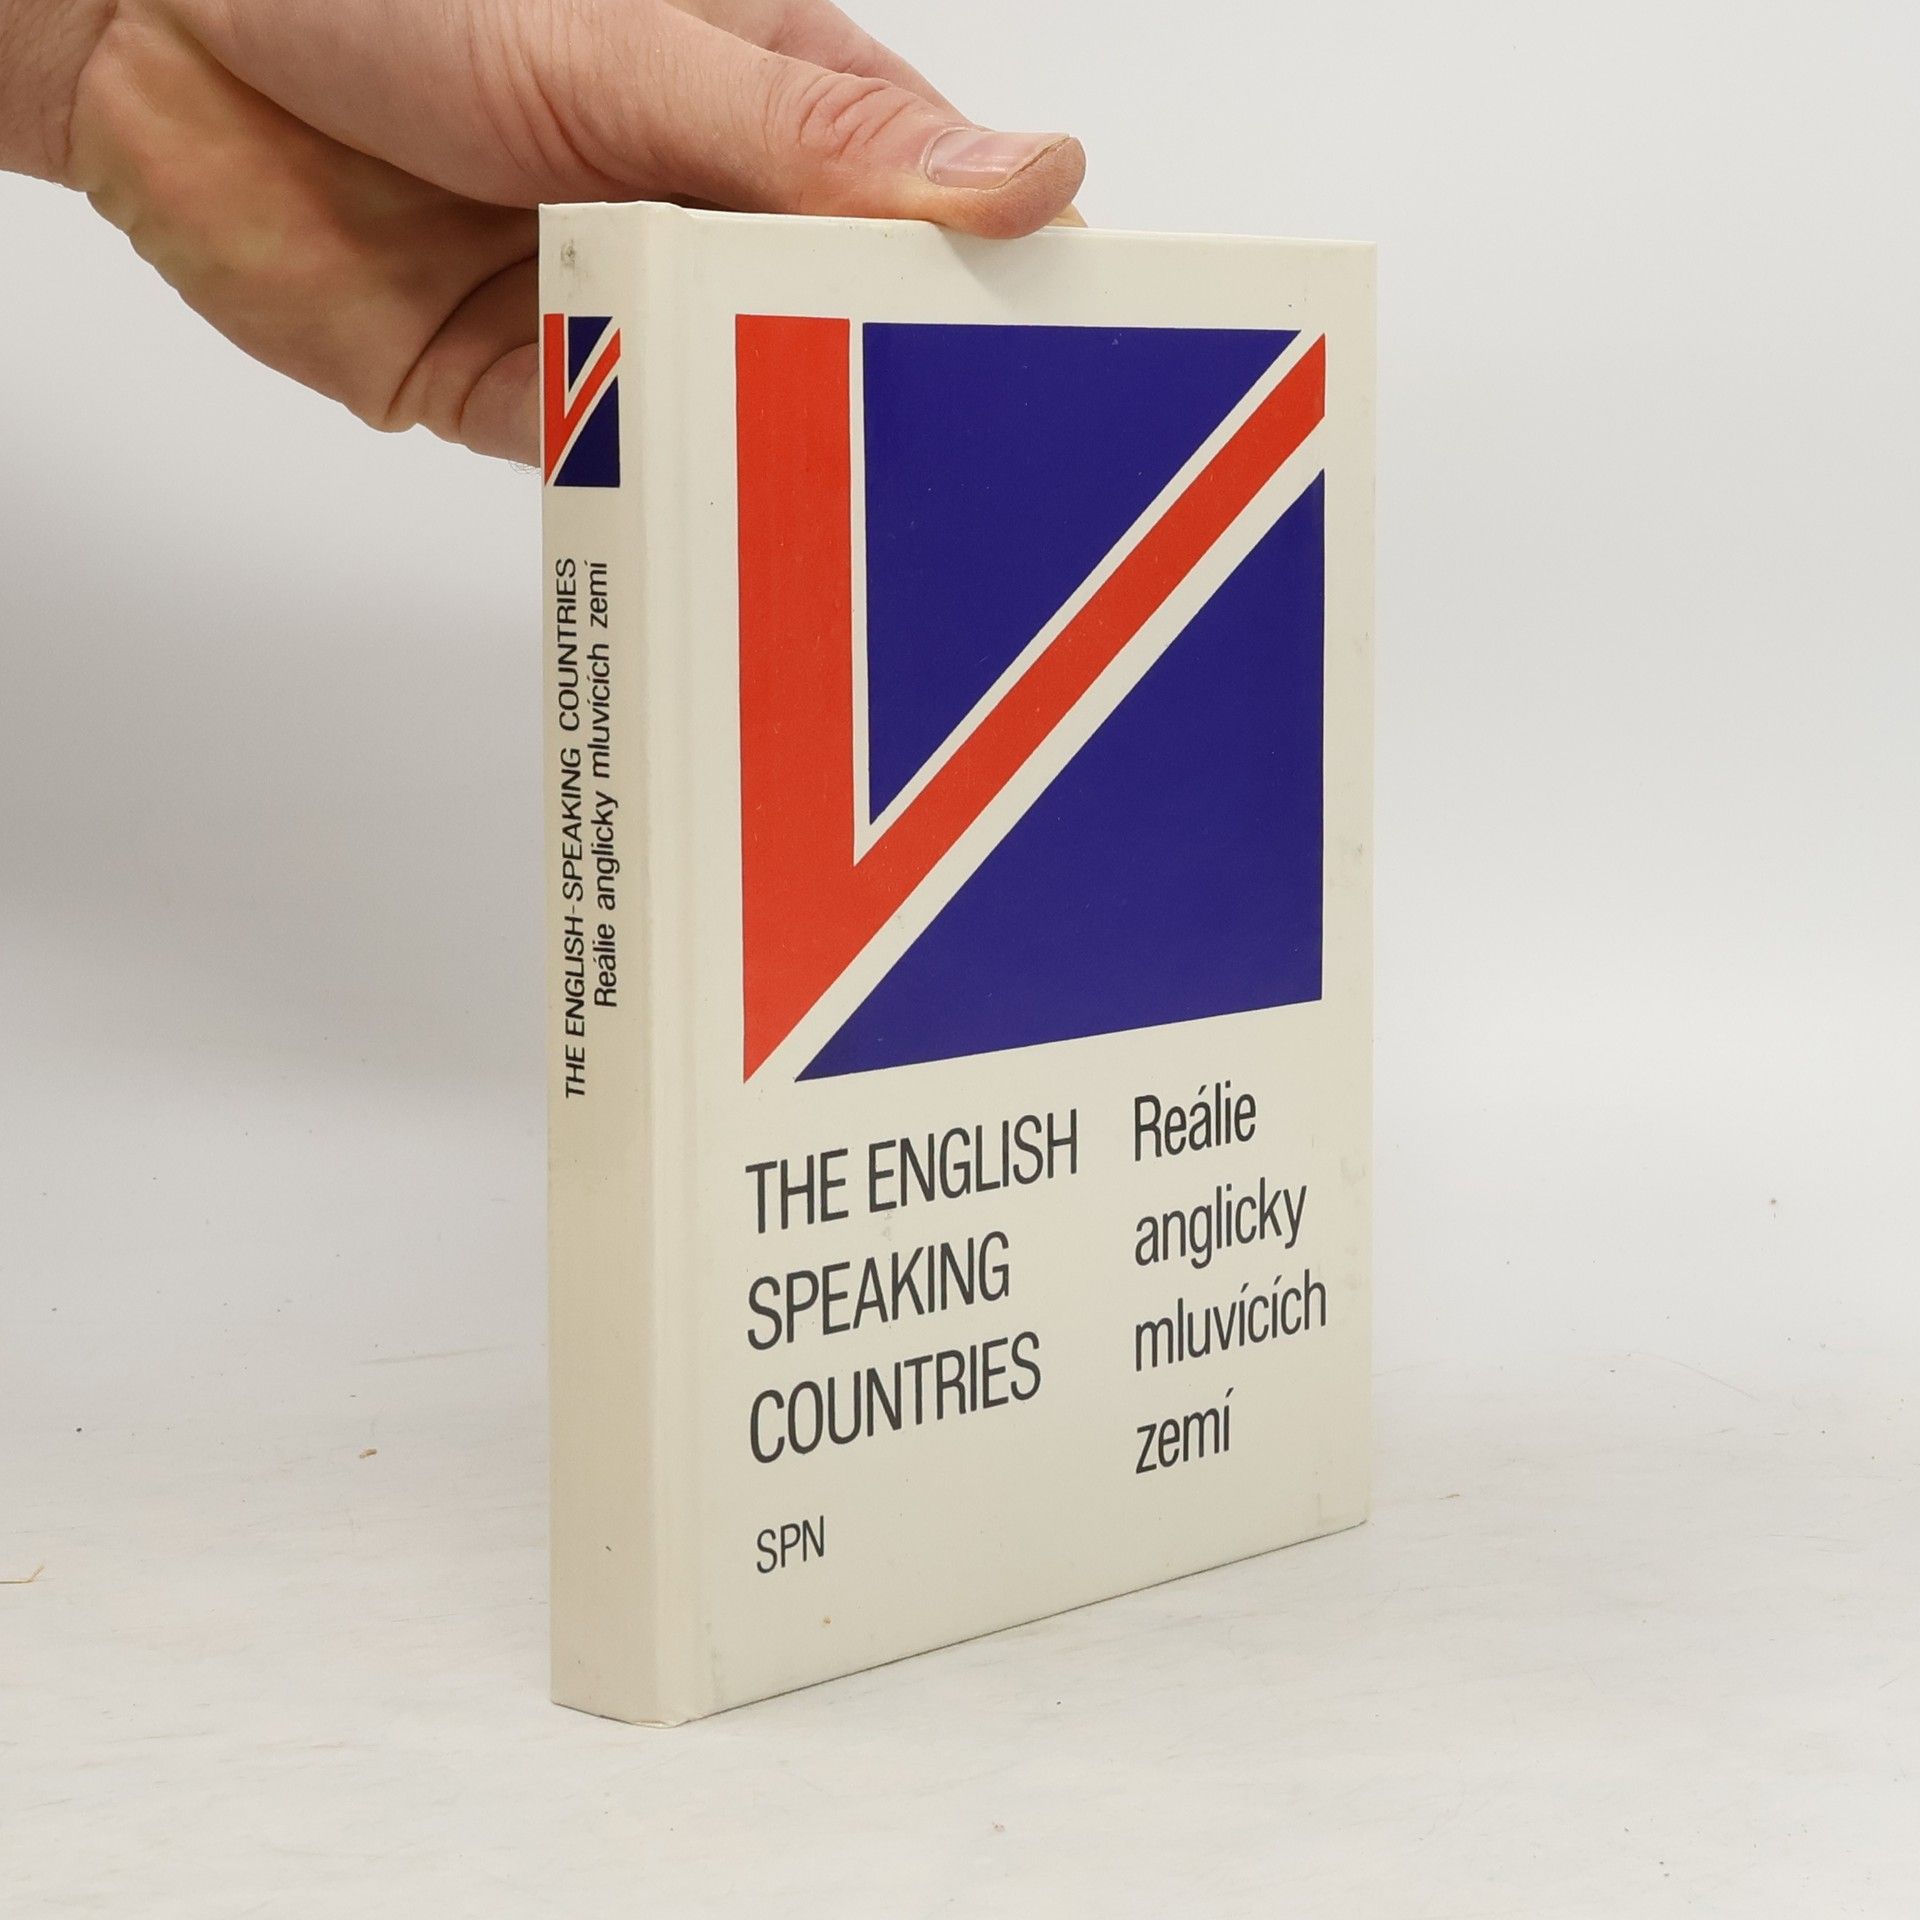 THE ENGLISH-SPEAKING COUNTRIES
Reálie anglicky mluvících zemí
THE ENGLISH
SPEAKING
COUNTRIES
Reálie
anglicky
mluvících
zemí
SPN